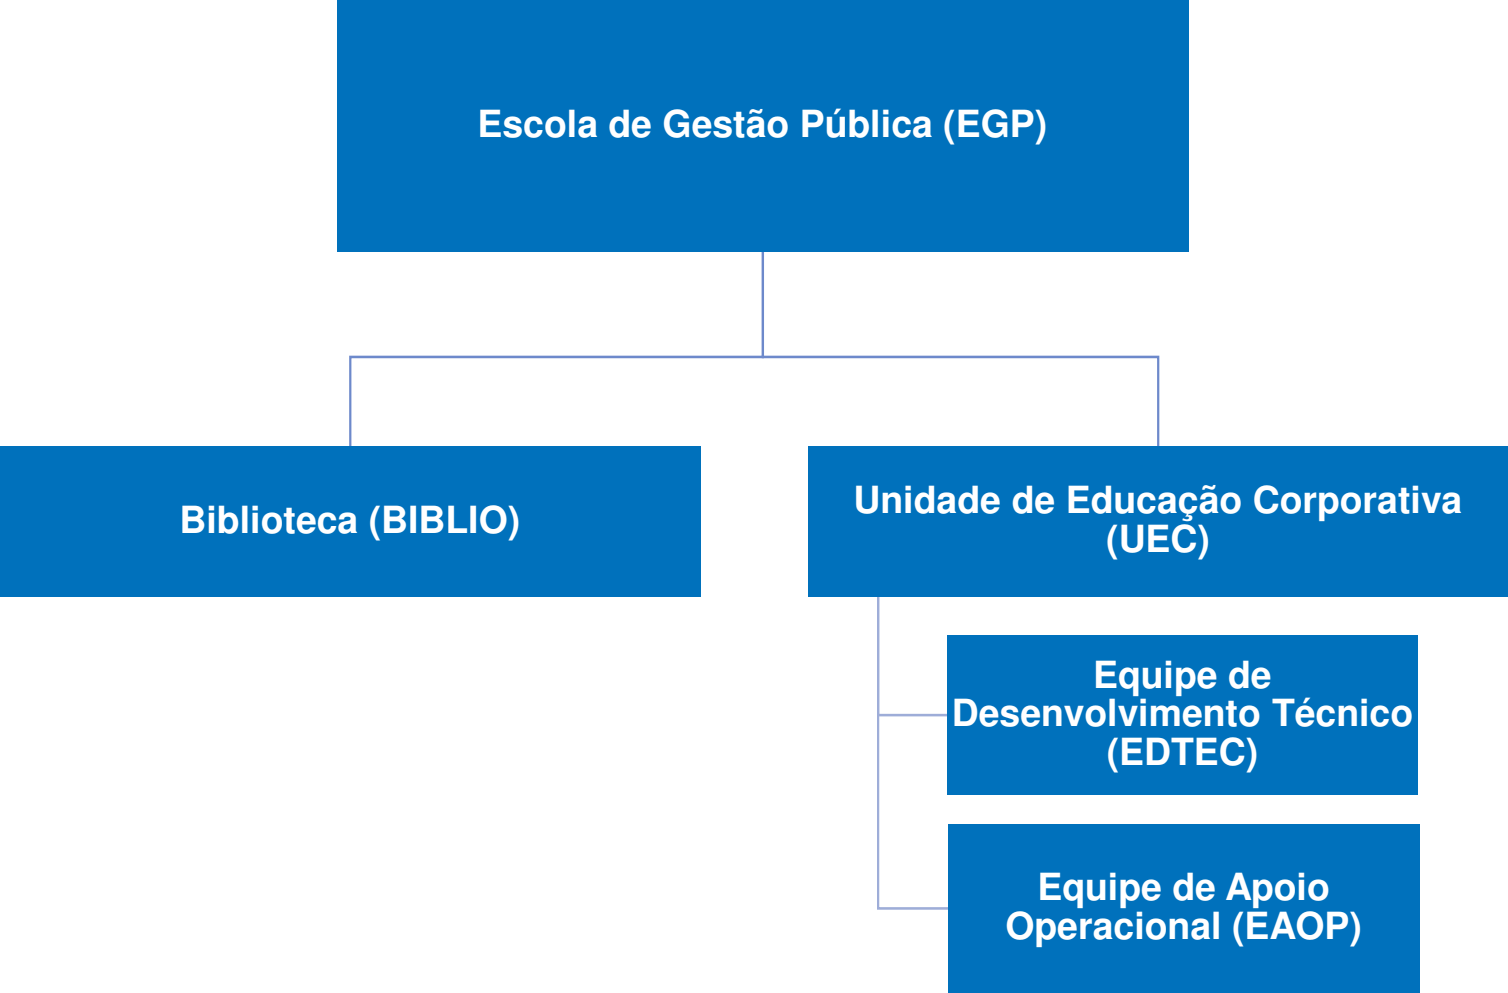 Escola de Gestão Pública (EGP)
Biblioteca (BIBLIO)
Unidade de Educação Corporativa
(UEC)
Equipe de
Desenvolvimento Técnico
(EDTEC)
Equipe de Apoio
Operacional (EAOP)